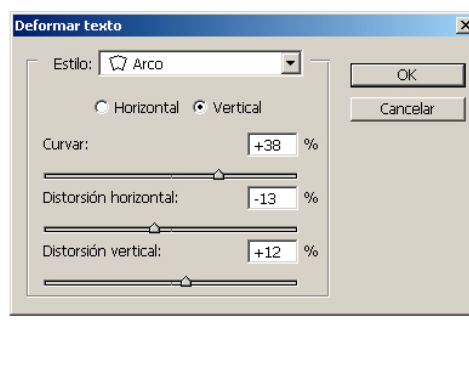 Deformar texto
Estilo: Arco
OK
Horizontal Vertical
Cancelar
Curvar: +38 %
Distorsión horizontal: -13 %
Distorsión vertical: +12 %